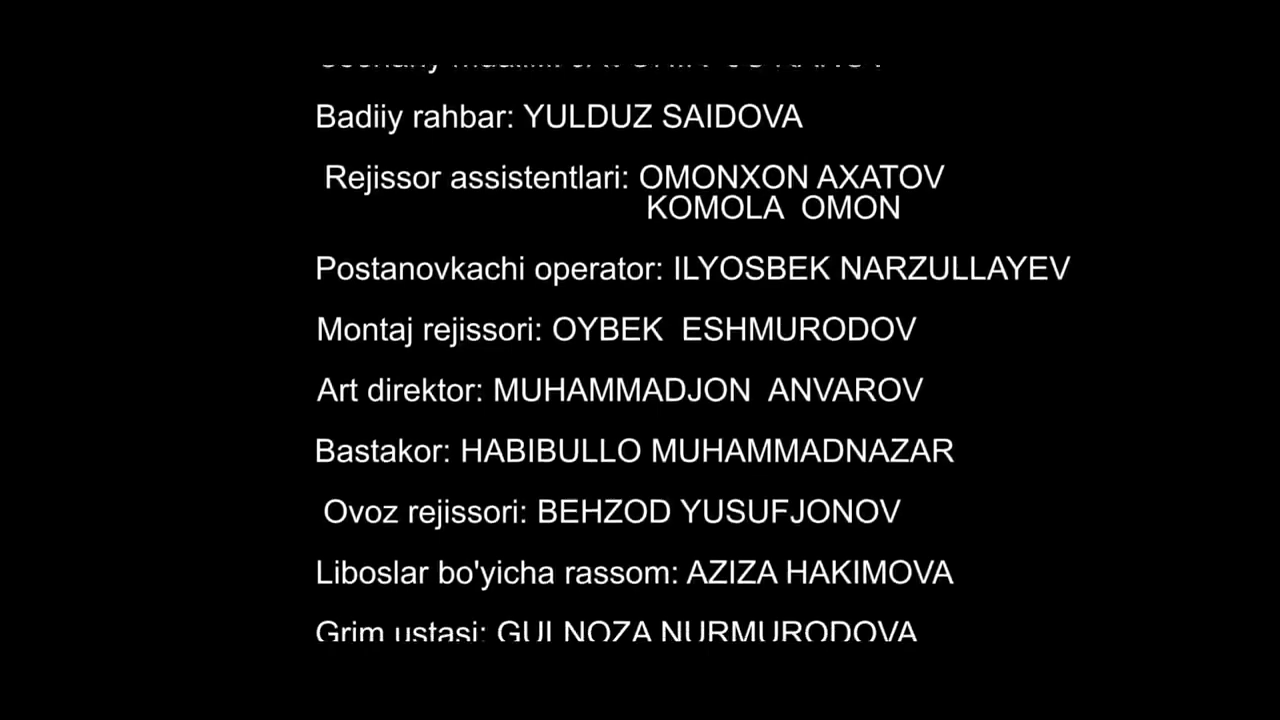 Badiiy rahbar: YULDUZ SAIDOVA
Rejissor assistentlari: OMONXON AXATOV
KOMOLA OMON
Postanovkachi operator: ILYOSBEK NARZULLAYEV
Montaj rejissori: OYBEK ESHMURODOV
Art direktor: MUHAMMADJON ANVAROV
Bastakor: HABIBULLO MUHAMMADNAZAR
Ovoz rejissori: BEHZOD YUSUFJONOV
Liboslar bo'yicha rassom: AZIZA HAKIMOVA
Grim ustasi: GULNOZA NURMURODOVA